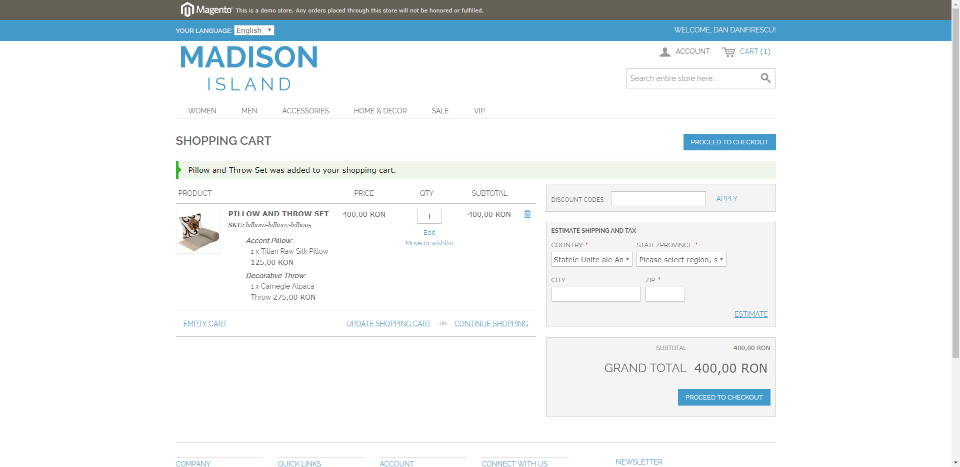 Magento This is a demo store. Any orders placed through this store will not be honored or fulfilled.
YOUR LANGUAGE: English
WELCOME, DAN DANFIRESCU!
MADISON
ISLAND
ACCOUNT CART (1)
Search entire store here...
WOMEN MEN ACCESSORIES HOME & DECOR SALE VIP
SHOPPING CART
PROCEED TO CHECKOUT
Pillow and Throw Set was added to your shopping cart.
PRODUCT PRICE QTY SUBTOTAL
PILLOW AND THROW SET 400,00 RON 1 400,00 RON
SKU: hdb010-hdb007-hdb005
Edit
Move to wishlist
Accent Pillow
1 x Titian Raw Silk Pillow
125,00 RON
Decorative Throw
1 x Carnegie Alpaca
Throw 275,00 RON
EMPTY CART UPDATE SHOPPING CART -or- CONTINUE SHOPPING
DISCOUNT CODES APPLY
ESTIMATE SHIPPING AND TAX
COUNTRY * STATE/PROVINCE *
Statele Unite ale An Please select region, s
CITY ZIP *
ESTIMATE
SUBTOTAL 400,00 RON
GRAND TOTAL 400,00 RON
PROCEED TO CHECKOUT
COMPANY QUICK LINKS ACCOUNT CONNECT WITH US NEWSLETTER